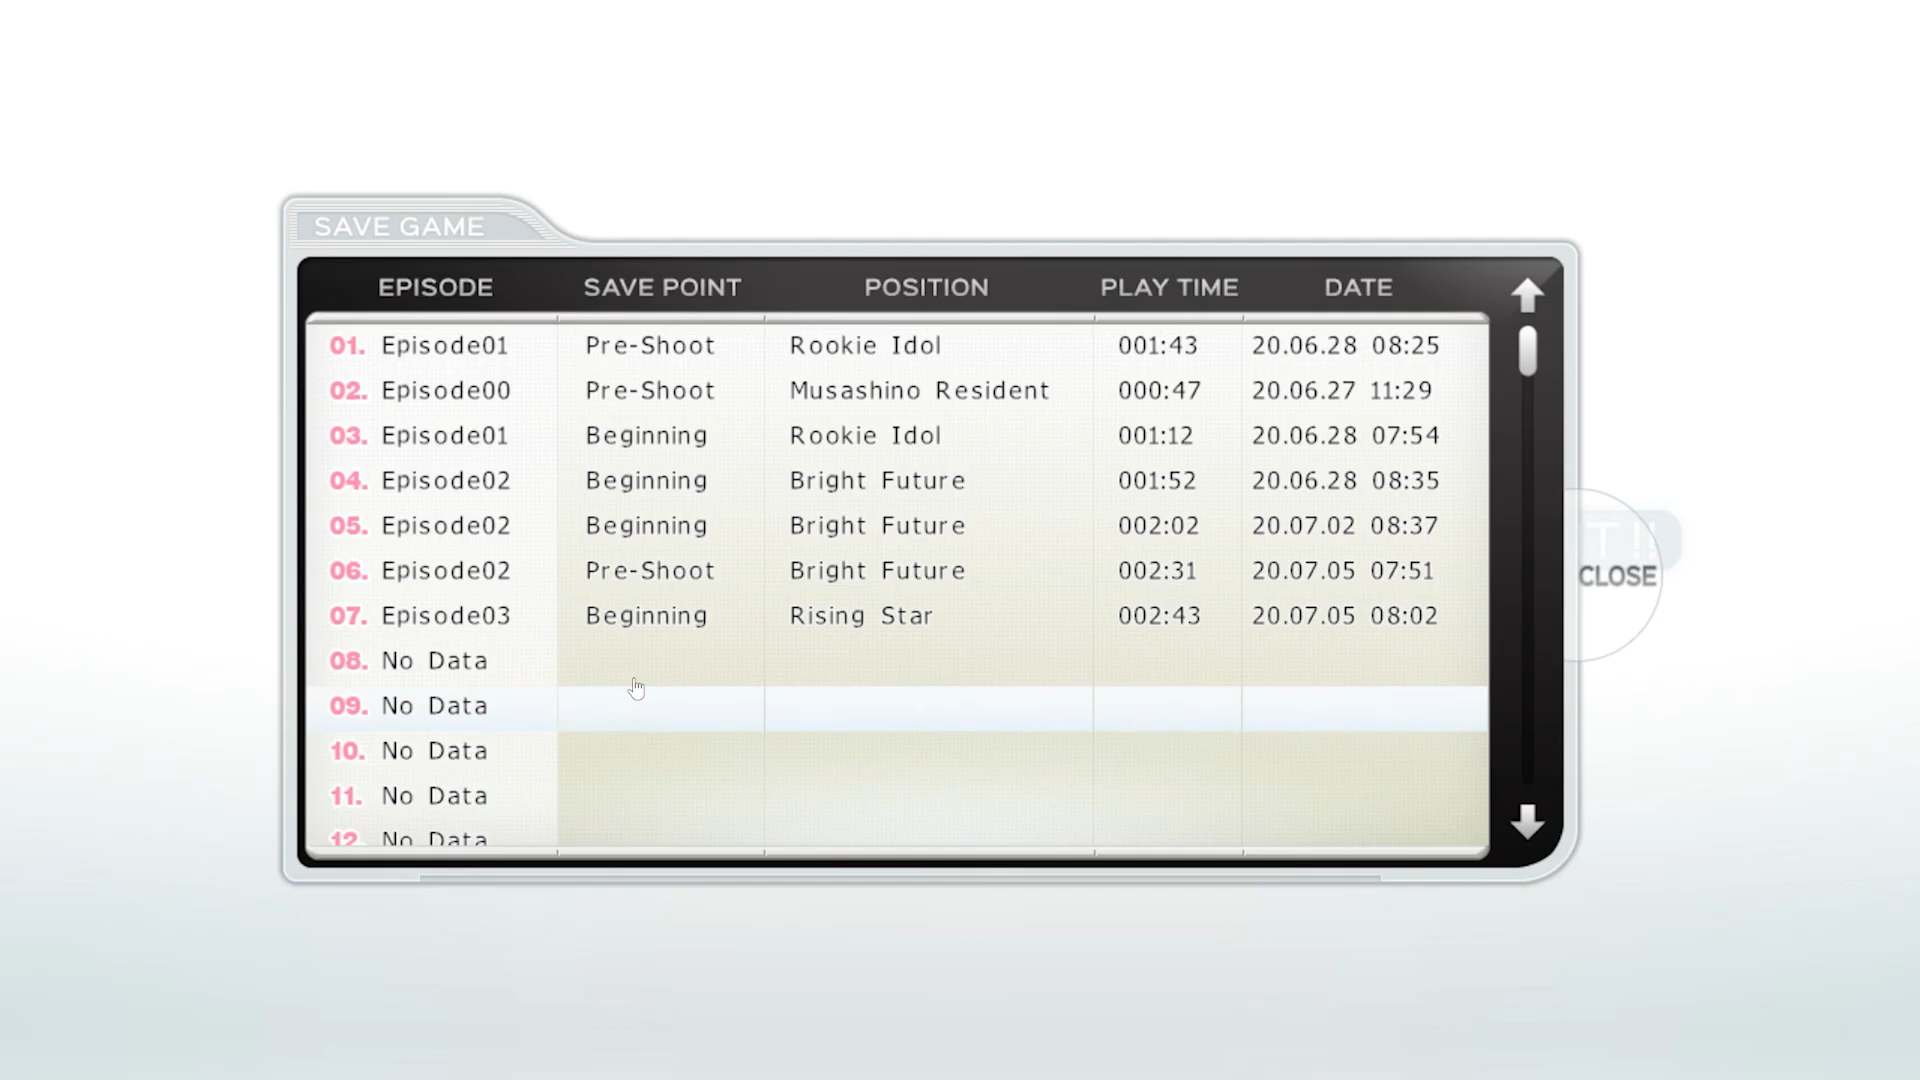 SAVE GAME
EPISODE SAVE POINT POSITION PLAY TIME DATE
01. Episode01 Pre-Shoot Rookie Idol 001:43 20.06.28 08:25
02. Episode00 Pre-Shoot Musashino Resident 000:47 20.06.27 11:29
03. Episode01 Beginning Rookie Idol 001:12 20.06.28 07:54
04. Episode02 Beginning Bright Future 001:52 20.06.28 08:35
05. Episode02 Beginning Bright Future 002:02 20.07.02 08:37
06. Episode02 Pre-Shoot Bright Future 002:31 20.07.05 07:51
07. Episode03 Beginning Rising Star 002:43 20.07.05 08:02
08. No Data
09. No Data
10. No Data
11. No Data
12. No Data
T!!
CLOSE